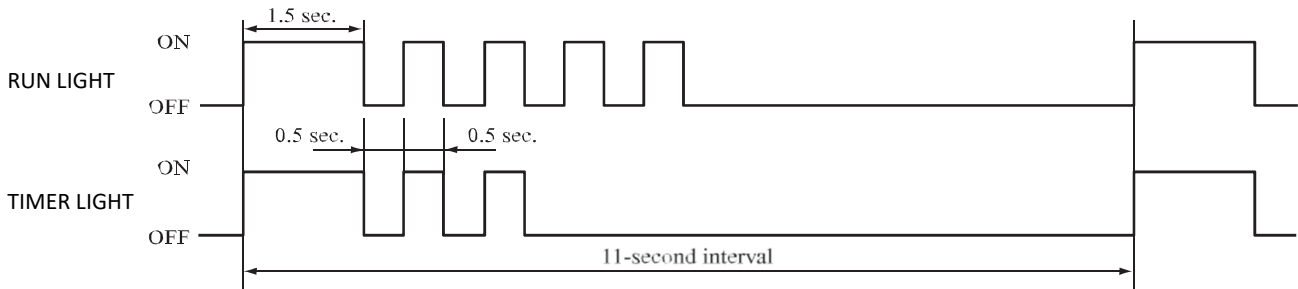 1.5 sec.
ON
RUN LIGHT
OFF
0.5 sec. 0.5 sec.
ON
TIMER LIGHT
OFF
11-second interval